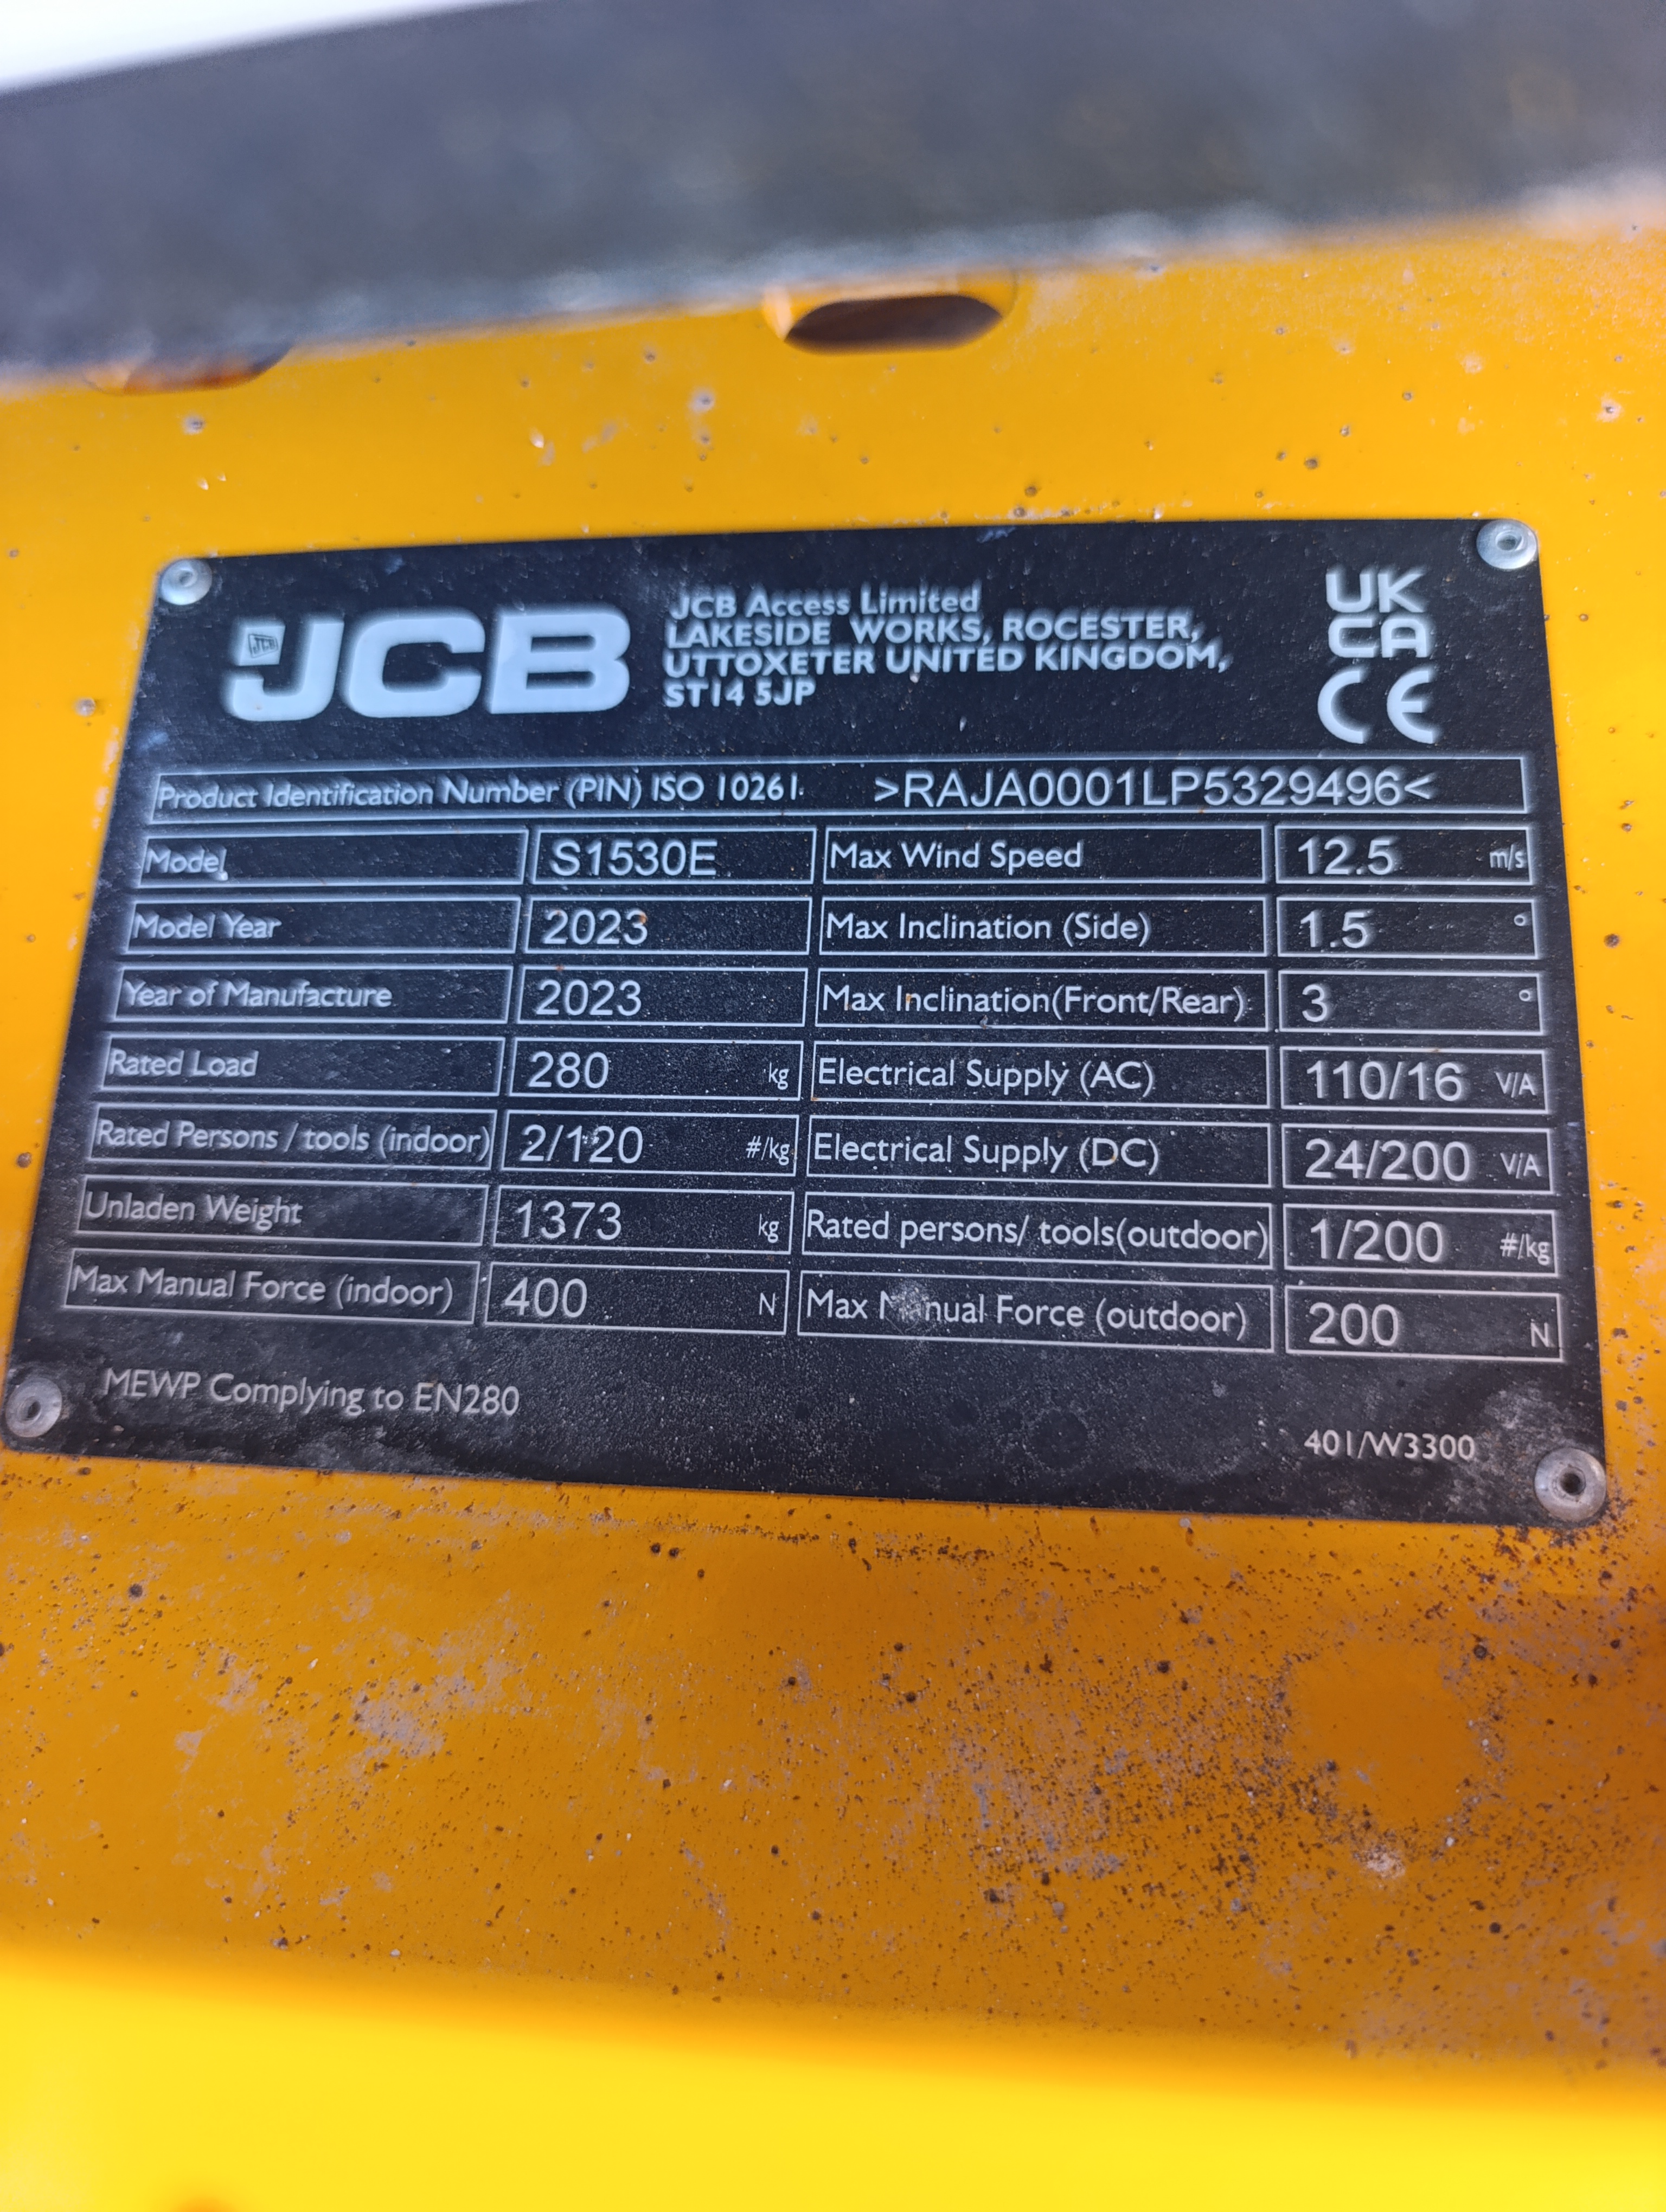 JCB
JCB
JCB Access Limited
LAKESIDE WORKS, ROCESTER,
UTTOXETER UNITED KINGDOM,
ST14 5JP
UK
CA
CE
Product Identification Number (PIN) ISO 10261. >RAJA0001LP5329496<
Model S1530E Max Wind Speed 12.5 m/s
Model Year 2023 Max Inclination (Side) 1.5 °
Year of Manufacture 2023 Max Inclination(Front/Rear) 3 °
Rated Load 280 kg Electrical Supply (AC) 110/16 V/A
Rated Persons / tools (indoor) 2/120 #/kg Electrical Supply (DC) 24/200 V/A
Unladen Weight 1373 kg Rated persons/ tools(outdoor) 1/200 #/kg
Max Manual Force (indoor) 400 N Max Manual Force (outdoor) 200 N
MEWP Complying to EN280
401/W3300